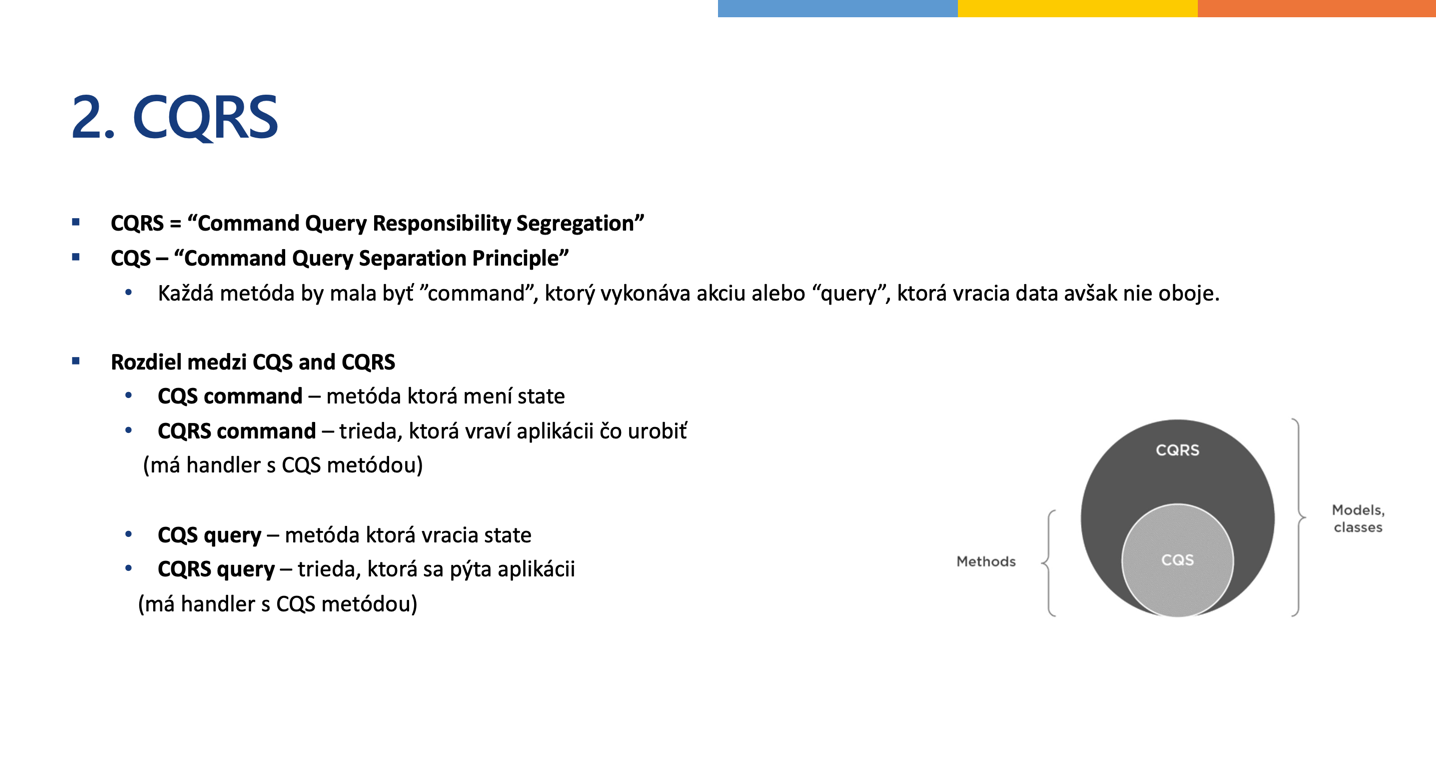 2. CQRS
CQRS = “Command Query Responsibility Segregation”
CQS – “Command Query Separation Principle”
Každá metóda by mala byť ”command”, ktorý vykonáva akciu alebo “query”, ktorá vracia data avšak nie oboje.
Rozdiel medzi CQS and CQRS
CQS command – metóda ktorá mení state
CQRS command – trieda, ktorá vraví aplikácii čo urobiť
(má handler s CQS metódou)
CQS query – metóda ktorá vracia state
CQRS query – trieda, ktorá sa pýta aplikácii
(má handler s CQS metódou)
CQRS
CQS
Methods
Models,
classes